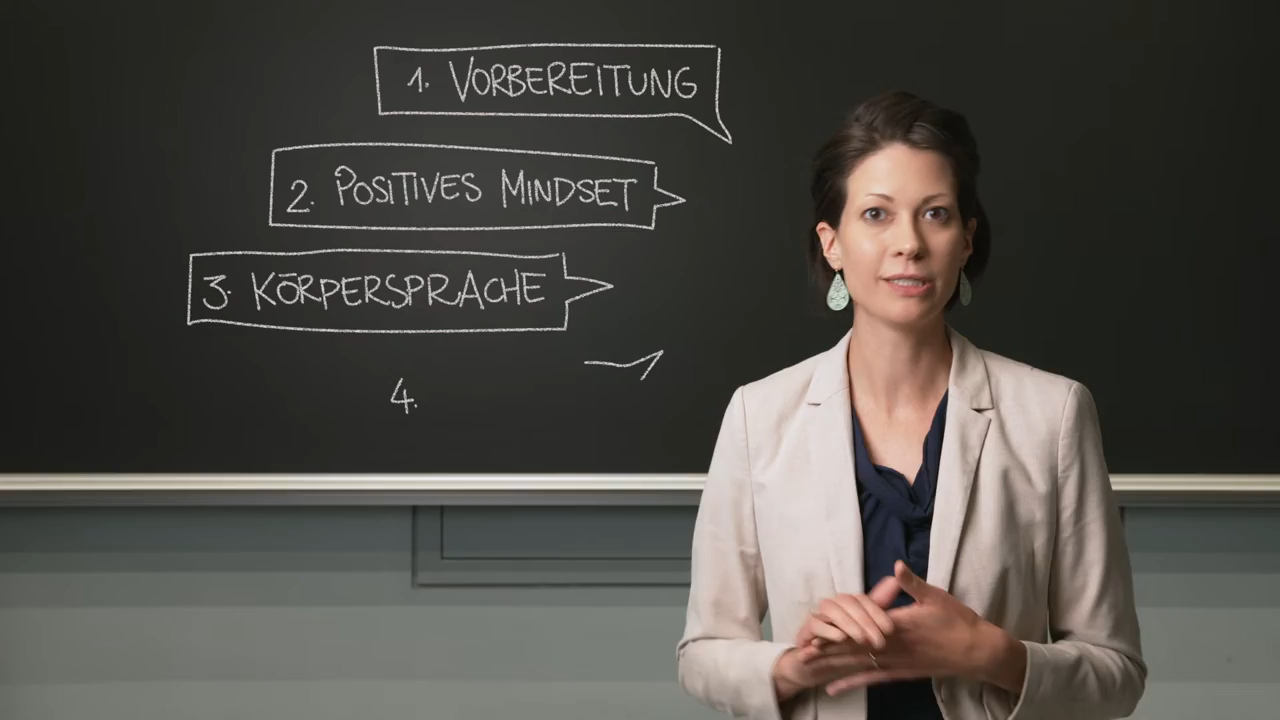 1. VORBEREITUNG
2. POSITIVES MINDSET
3. KÖRPERSPRACHE
4.